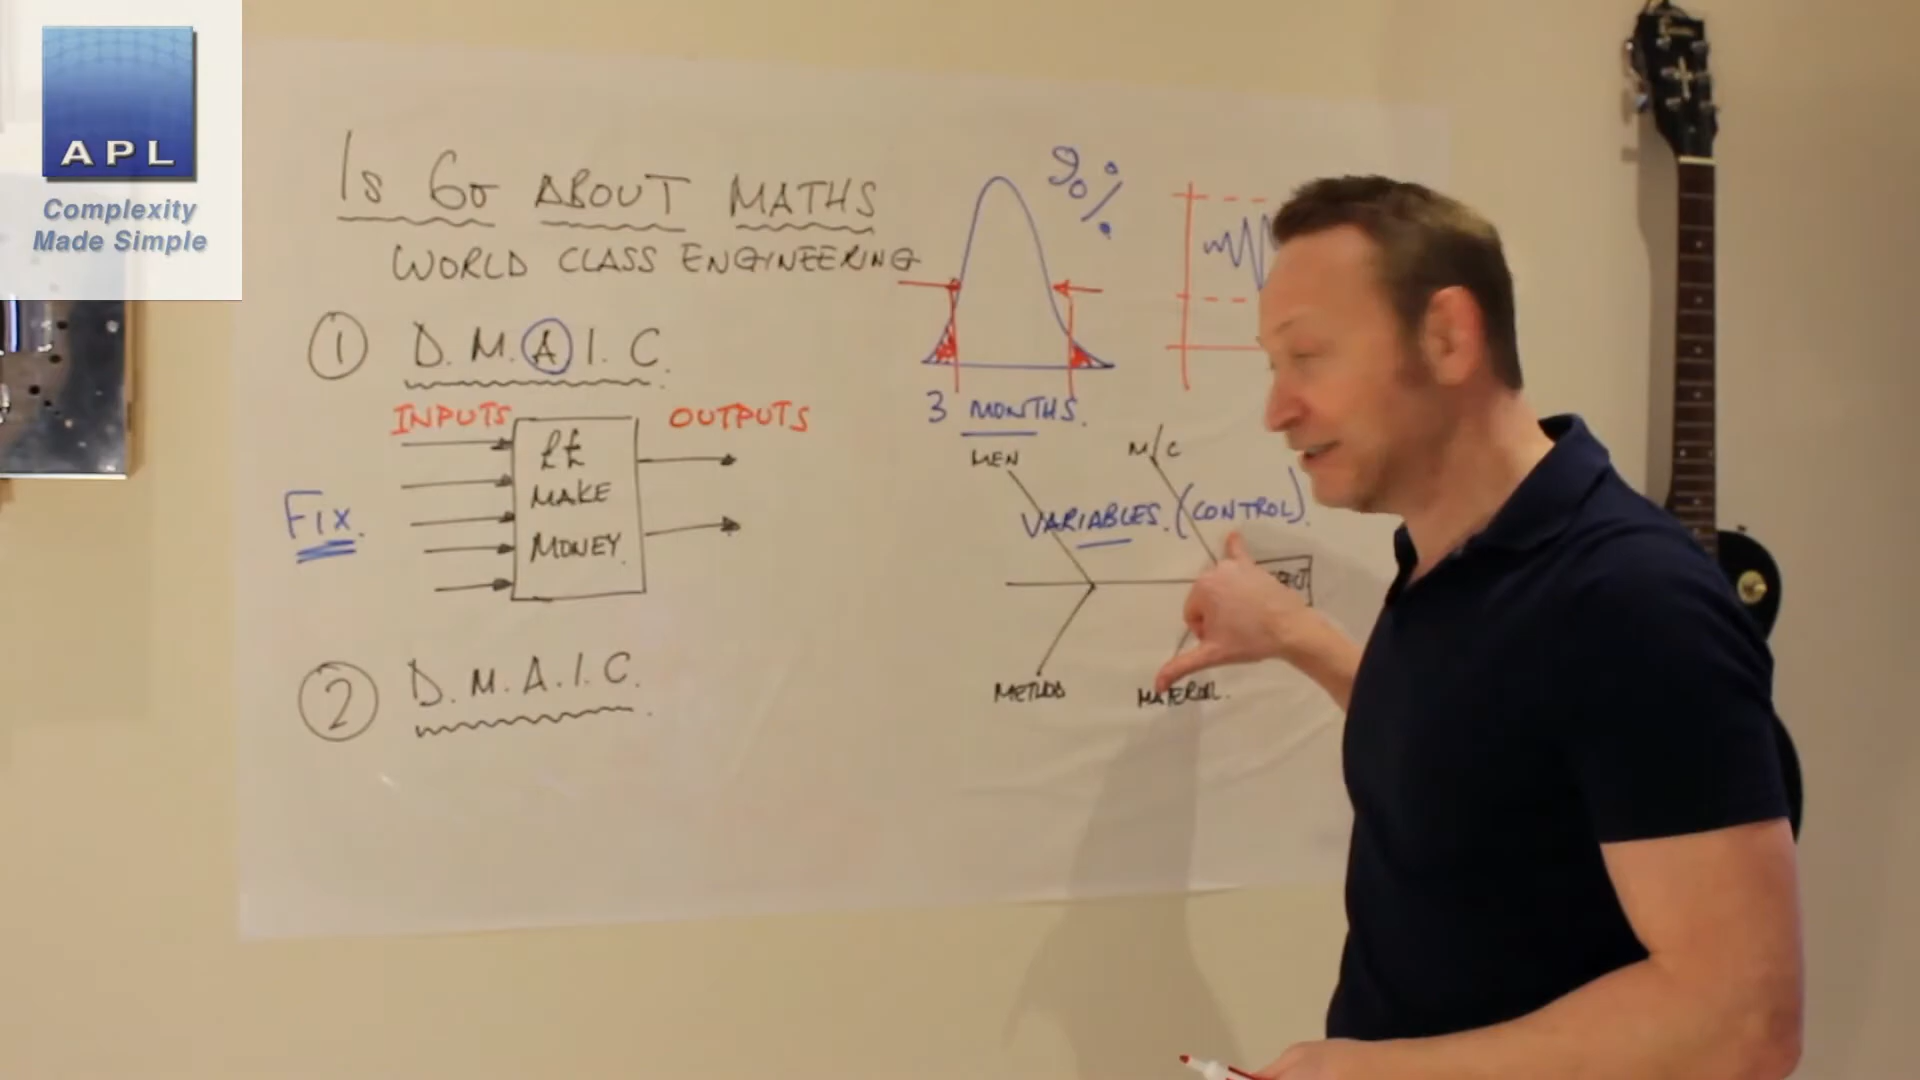 APL
Complexity
Made Simple
Is 6σ ABOUT MATHS
WORLD CLASS ENGINEERING
① D.M.A.I.C.
INPUTS
OUTPUTS
££
MAKE
MONEY.
Fix.
② D.M.A.I.C.
90%
3 MONTHS.
MEN
M/C
VARIABLES. (CONTROL).
METHOD
MATERIAL.